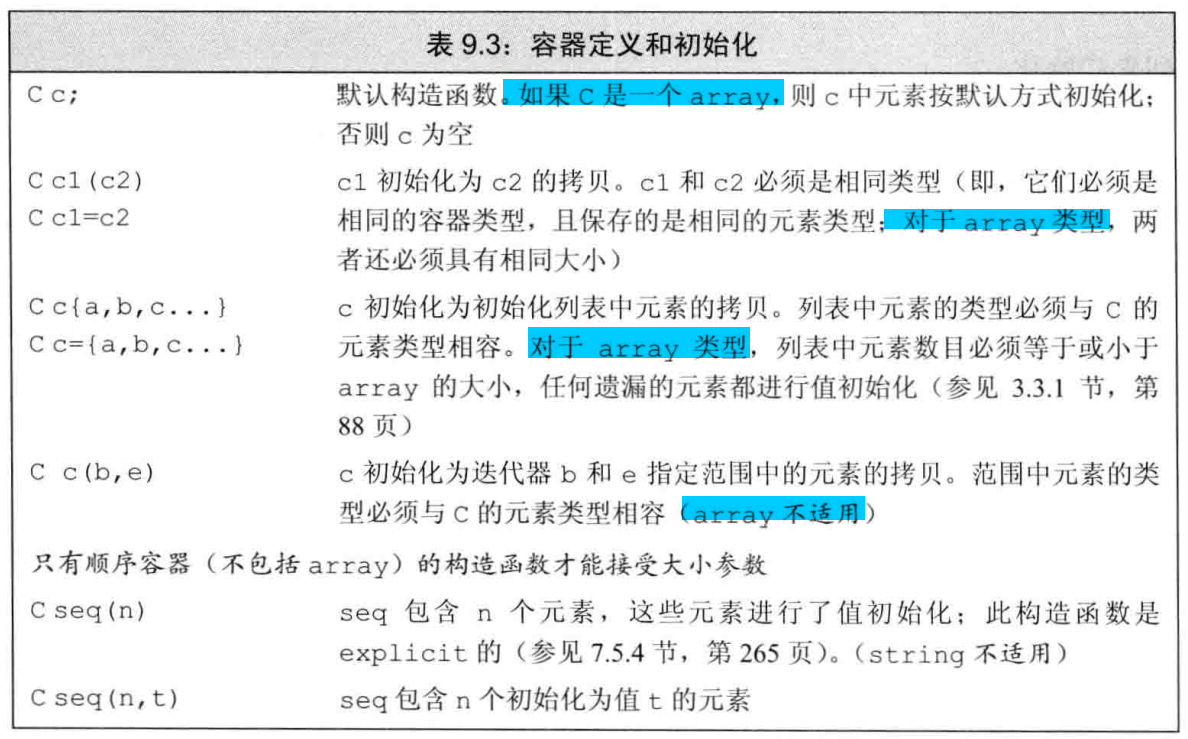 表 9.3：容器定义和初始化
C c; 默认构造函数。如果 C 是一个 array，则 c 中元素按默认方式初始化；
否则 c 为空
C c1(c2) c1 初始化为 c2 的拷贝。c1 和 c2 必须是相同类型（即，它们必须是
C c1=c2 相同的容器类型，且保存的是相同的元素类型；对于 array 类型，两
者还必须具有相同大小）
C c{a,b,c...} c 初始化为初始化列表中元素的拷贝。列表中元素的类型必须与 C 的
C c={a,b,c...} 元素类型相容。对于 array 类型，列表中元素数目必须等于或小于
array 的大小，任何遗漏的元素都进行值初始化（参见 3.3.1 节，第
88 页）
C c(b,e) c 初始化为迭代器 b 和 e 指定范围中的元素的拷贝。范围中元素的类
型必须与 C 的元素类型相容（array 不适用）
只有顺序容器（不包括 array）的构造函数才能接受大小参数
C seq(n) seq 包含 n 个元素，这些元素进行了值初始化；此构造函数是
explicit 的（参见 7.5.4 节，第 265 页）。（string 不适用）
C seq(n,t) seq 包含 n 个初始化为值 t 的元素